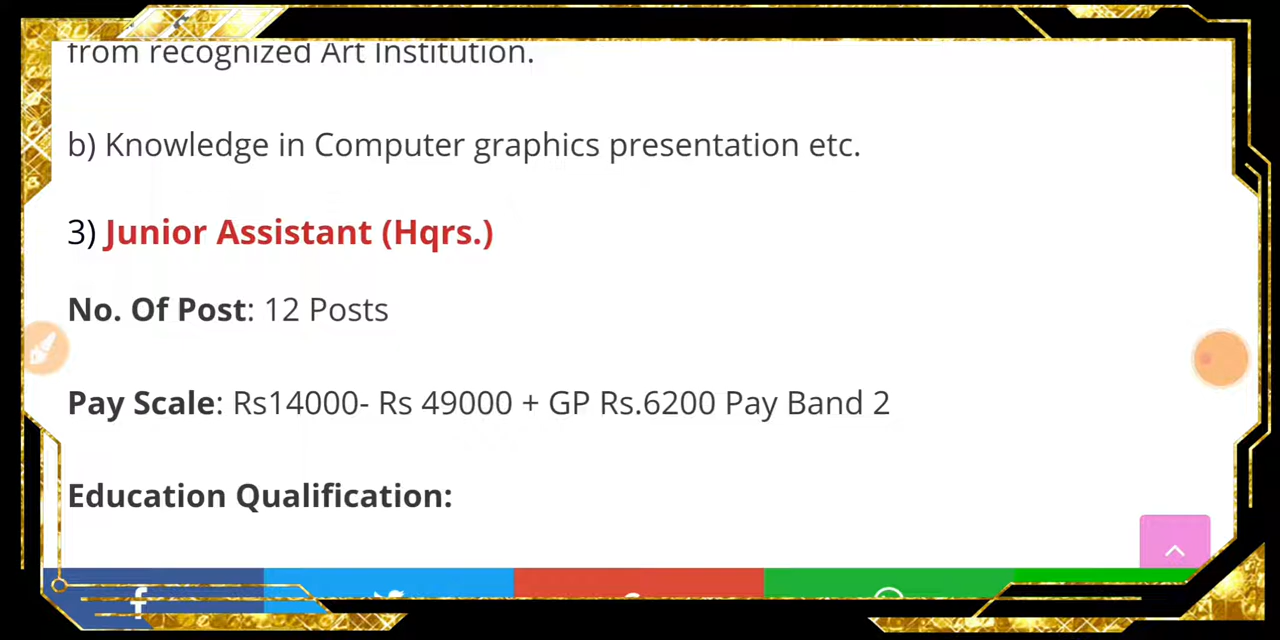 from recognized Art Institution.
b) Knowledge in Computer graphics presentation etc.
3) Junior Assistant (Hqrs.)
No. Of Post: 12 Posts
Pay Scale: Rs14000- Rs 49000 + GP Rs.6200 Pay Band 2
Education Qualification: